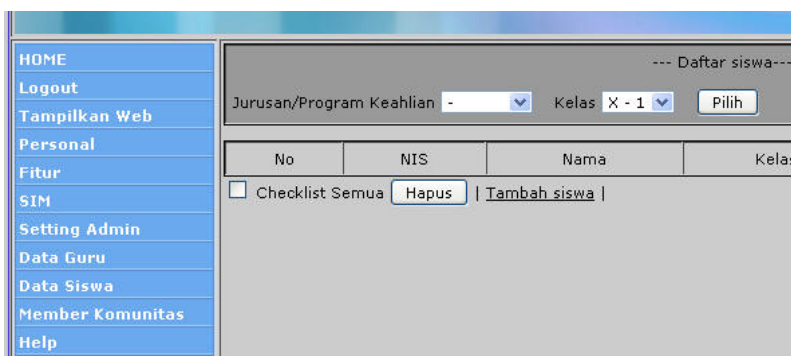 HOME
Logout
Tampilkan Web
Personal
Fitur
SIM
Setting Admin
Data Guru
Data Siswa
Member Komunitas
Help
--- Daftar siswa---
Jurusan/Program Keahlian - Kelas X - 1 Pilih
No NIS Nama Kelas
Checklist Semua Hapus | Tambah siswa |